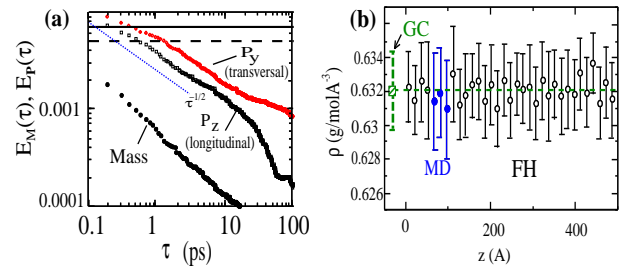 (a)
E_M(τ), E_P(τ)
0.001
0.0001
P_y
(transversal)
τ^-1/2
P_z
(longitudinal)
Mass
0.1
1
10
100
τ (ps)
(b)
GC
ρ (g/molA^-3)
0.634
0.632
0.630
0.628
0.626
MD
FH
0
200
400
z (A)